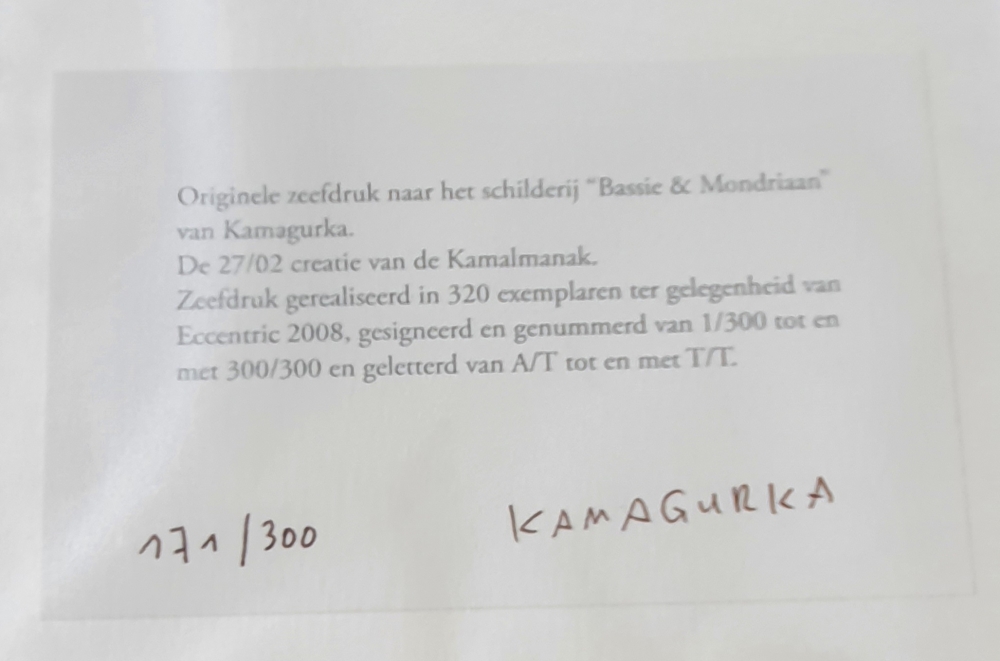 Originele zeefdruk naar het schilderij "Bassie & Mondriaan"
van Kamagurka.
De 27/02 creatie van de Kamalmanak.
Zeefdruk gerealiseerd in 320 exemplaren ter gelegenheid van
Eccentric 2008, gesigneerd en genummerd van 1/300 tot en
met 300/300 en geletterd van A/T tot en met T/T.
171/300 KAMAGURKA